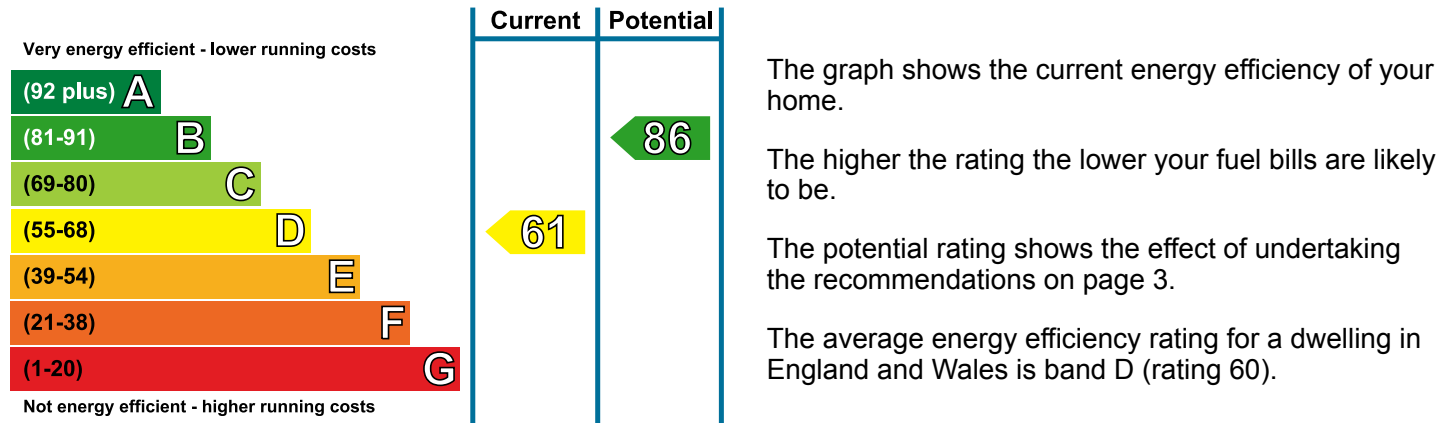 Current Potential
Very energy efficient - lower running costs
(92 plus) A
(81-91) B
86
(69-80) C
(55-68) D
61
(39-54) E
(21-38) F
(1-20) G
Not energy efficient - higher running costs
The graph shows the current energy efficiency of your
home.
The higher the rating the lower your fuel bills are likely
to be.
The potential rating shows the effect of undertaking
the recommendations on page 3.
The average energy efficiency rating for a dwelling in
England and Wales is band D (rating 60).